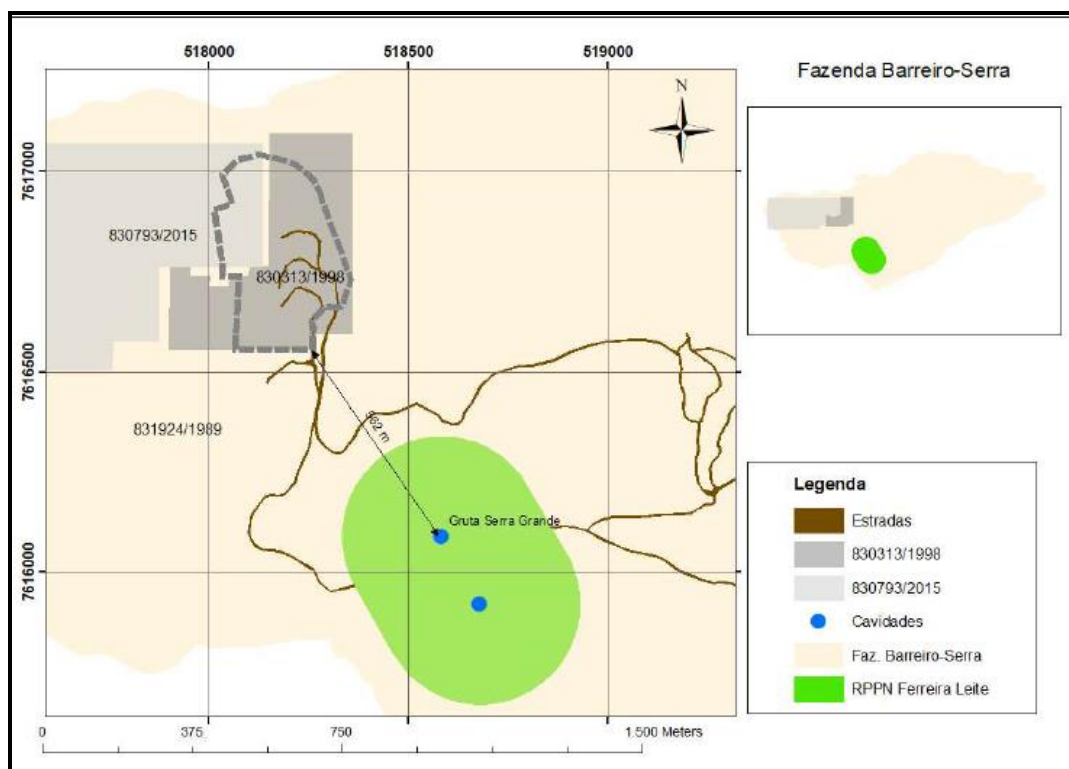 518000
518500
519000
Fazenda Barreiro-Serra
N
7617000
830793/2015
830313/1998
7616500
831924/1989
562 m
Gruta Serra Grande
7616000
Legenda
Estradas
830313/1998
830793/2015
Cavidades
Faz. Barreiro-Serra
RPPN Ferreira Leite
0
375
750
1.500 Meters